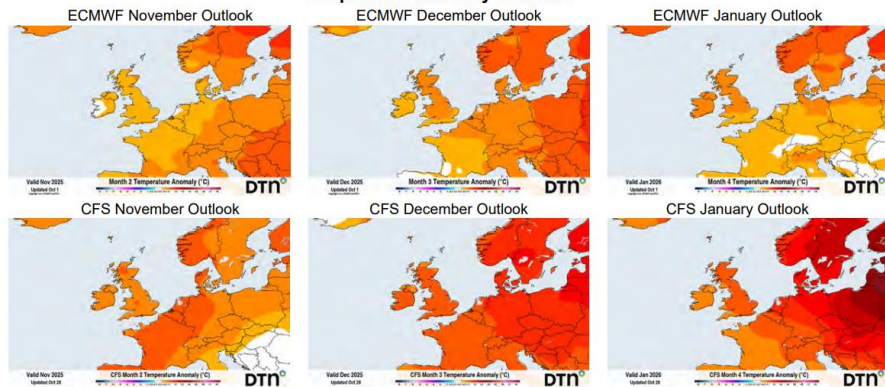 ECMWF November Outlook
ECMWF December Outlook
ECMWF January Outlook
Valid Nov 2025
Updated Oct 1
Month 2 Temperature Anomaly (°C)
DTN
Valid Dec 2025
Updated Oct 1
Month 3 Temperature Anomaly (°C)
DTN
Valid Jan 2026
Updated Oct 1
Month 4 Temperature Anomaly (°C)
DTN
CFS November Outlook
CFS December Outlook
CFS January Outlook
Valid Nov 2025
Updated Oct 28
CFS Month 2 Temperature Anomaly (°C)
DTN
Valid Dec 2025
Updated Oct 28
CFS Month 3 Temperature Anomaly (°C)
DTN
Valid Jan 2026
Updated Oct 28
CFS Month 4 Temperature Anomaly (°C)
DTN